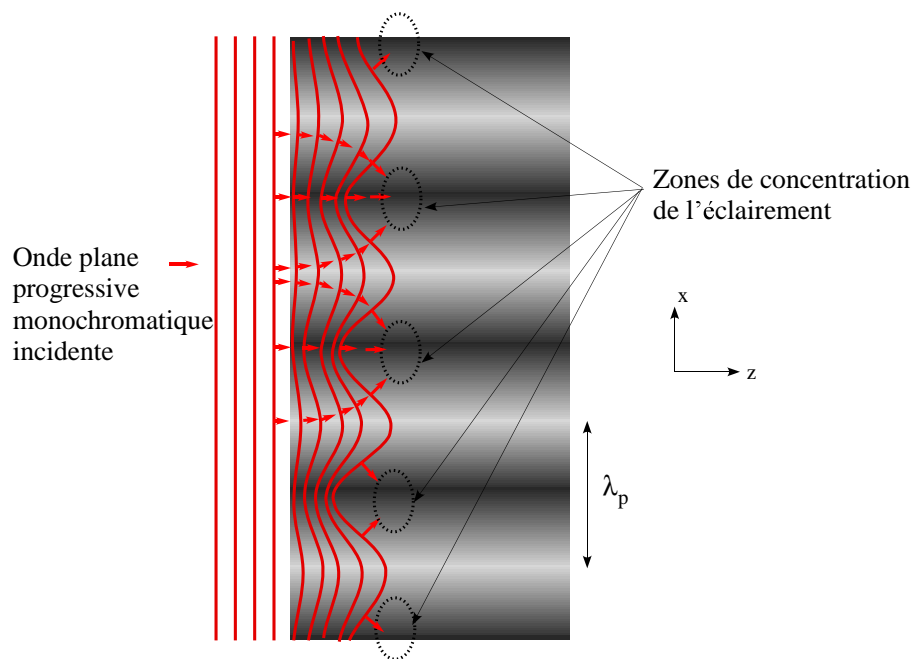 Zones de concentration
de l’éclairement
Onde plane
progressive
monochromatique
incidente
x
z
λp